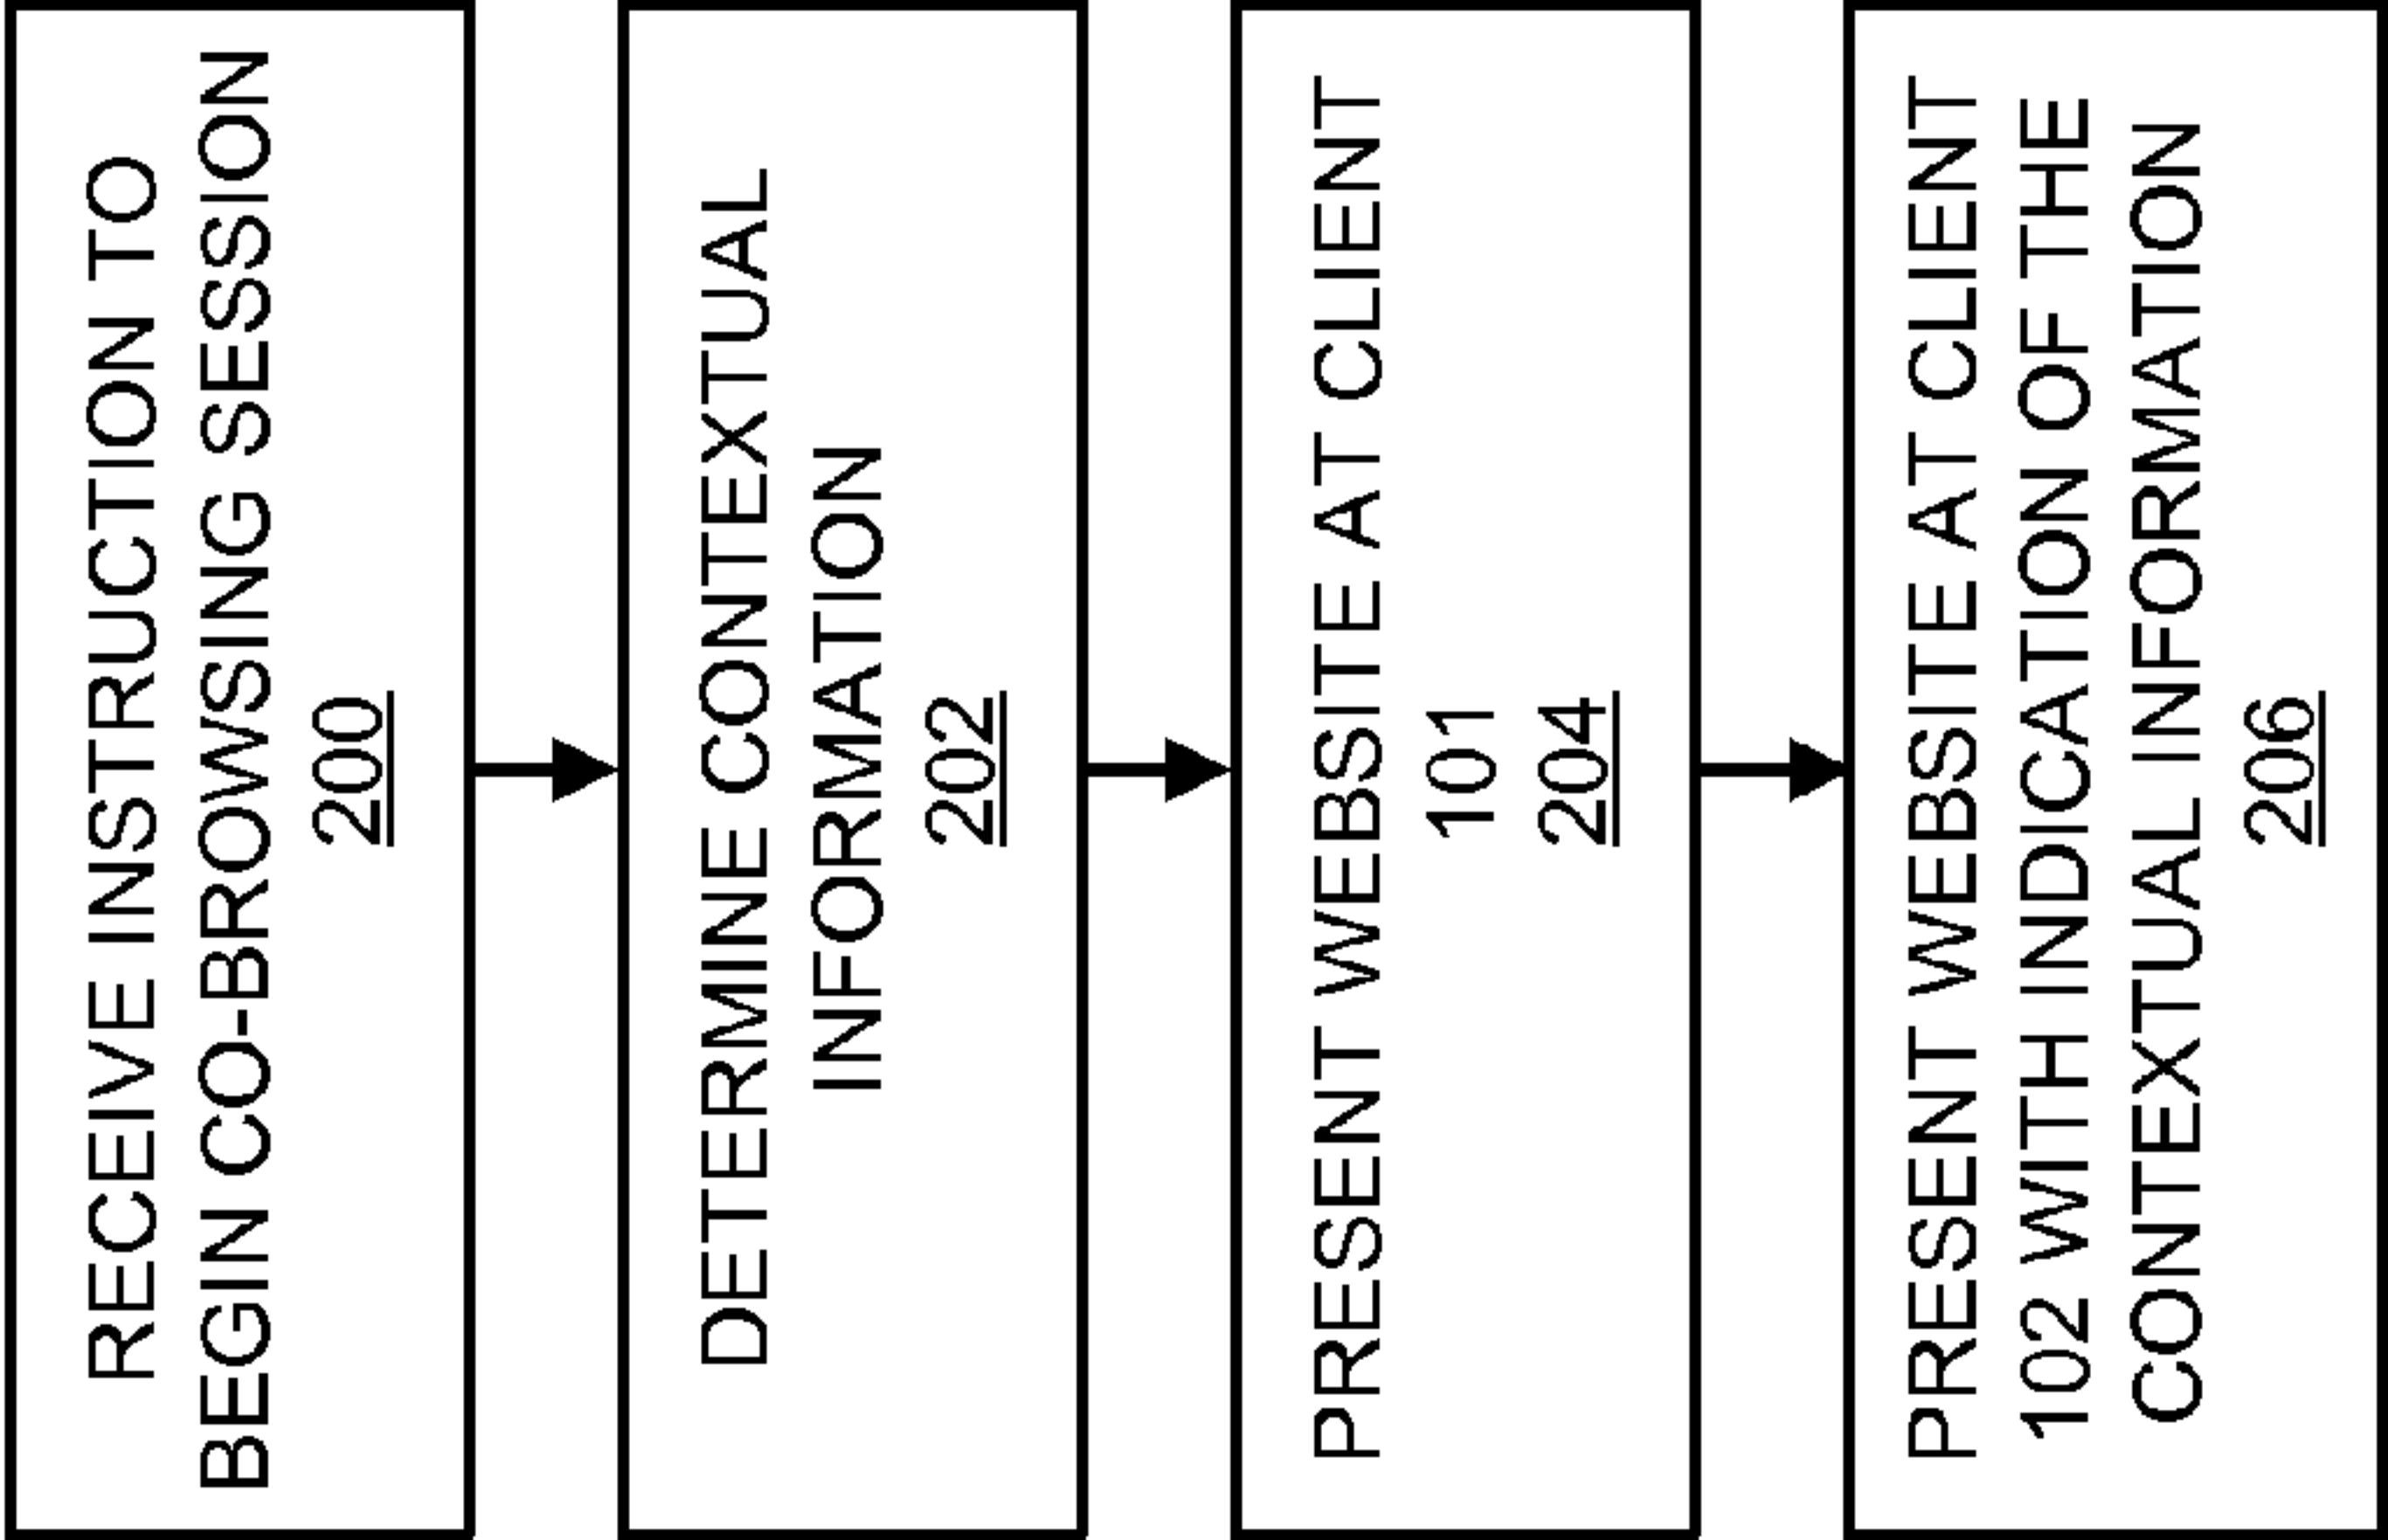 RECEIVE INSTRUCTION TO
BEGIN CO-BROWSING SESSION
200
DETERMINE CONTEXTUAL
INFORMATION
202
PRESENT WEBSITE AT CLIENT
101
204
PRESENT WEBSITE AT CLIENT
102 WITH INDICATION OF THE
CONTEXTUAL INFORMATION
206